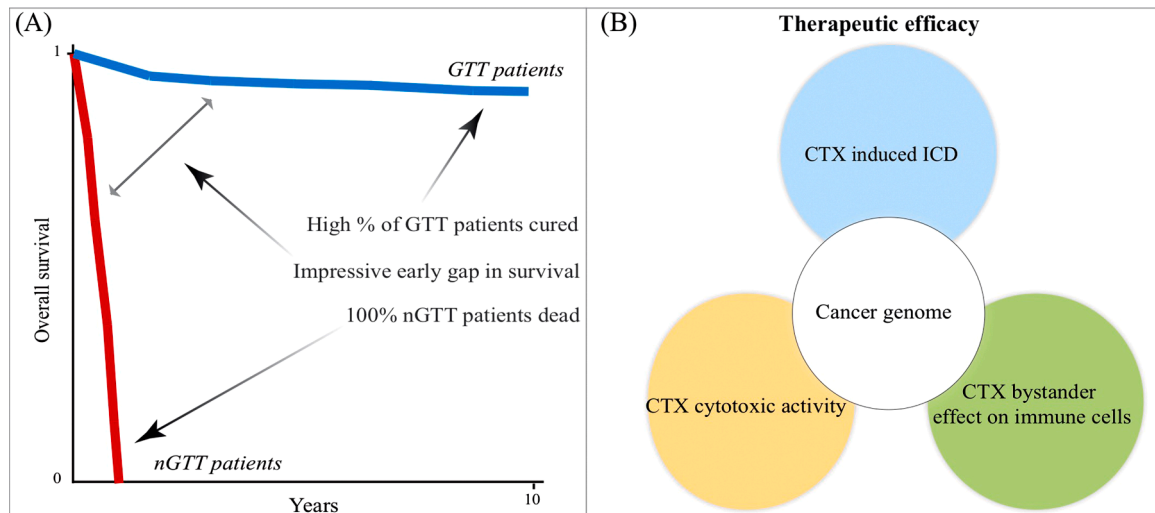 (A)
1
GTT patients
High % of GTT patients cured
Impressive early gap in survival
100% nGTT patients dead
Overall survival
nGTT patients
0
10
Years
(B)
Therapeutic efficacy
CTX induced ICD
Cancer genome
CTX cytotoxic activity
CTX bystander
effect on immune cells